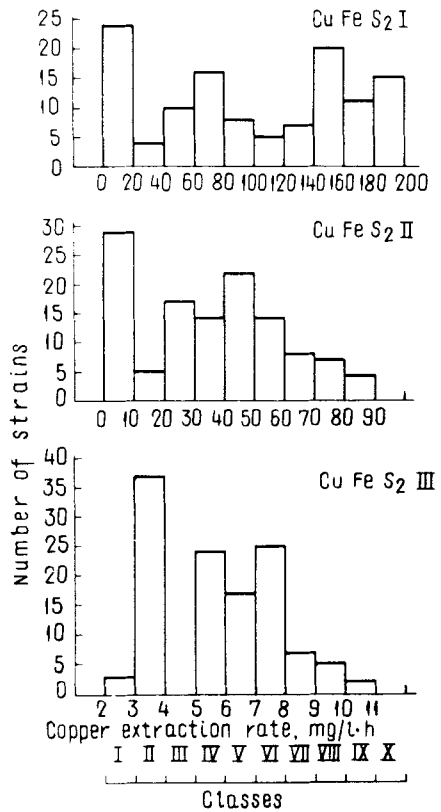 Cu Fe S2 I
25
20
15
10
5
0
0 20 40 60 80 100 120 140 160 180 200
Cu Fe S2 II
30
25
20
15
10
5
0
0 10 20 30 40 50 60 70 80 90
Number of strains
Cu Fe S2 III
40
35
30
25
20
15
10
5
0
2 3 4 5 6 7 8 9 10 11
Copper extraction rate, mg/l·h
I II III IV V VI VII VIII IX X
Classes